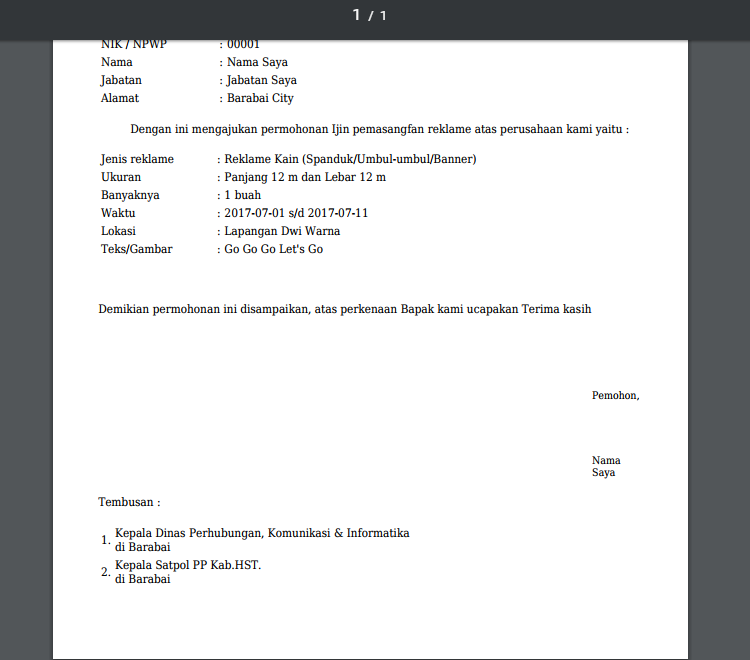 1 / 1
NIK / NPWP : 00001
Nama : Nama Saya
Jabatan : Jabatan Saya
Alamat : Barabai City
Dengan ini mengajukan permohonan Ijin pemasangfan reklame atas perusahaan kami yaitu :
Jenis reklame : Reklame Kain (Spanduk/Umbul-umbul/Banner)
Ukuran : Panjang 12 m dan Lebar 12 m
Banyaknya : 1 buah
Waktu : 2017-07-01 s/d 2017-07-11
Lokasi : Lapangan Dwi Warna
Teks/Gambar : Go Go Go Let's Go
Demikian permohonan ini disampaikan, atas perkenaan Bapak kami ucapakan Terima kasih
Pemohon,
Nama
Saya
Tembusan :
1. Kepala Dinas Perhubungan, Komunikasi & Informatika
di Barabai
2. Kepala Satpol PP Kab.HST.
di Barabai